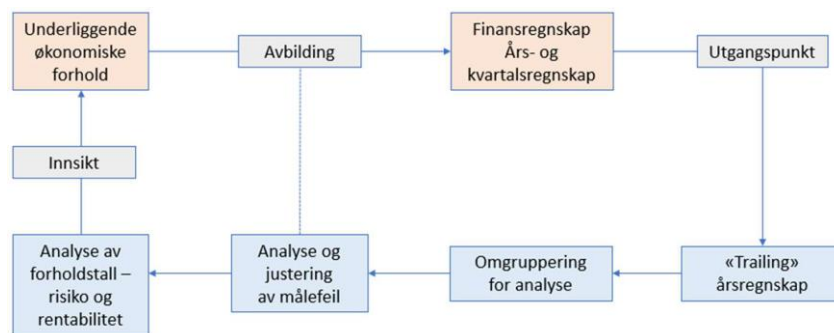 Underliggende
økonomiske
forhold
Avbilding
Finansregnskap
Års- og
kvartalsregnskap
Utgangspunkt
Innsikt
Analyse av
forholdstall –
risiko og
rentabilitet
Analyse og
justering
av målefeil
Omgruppering
for analyse
«Trailing»
årsregnskap